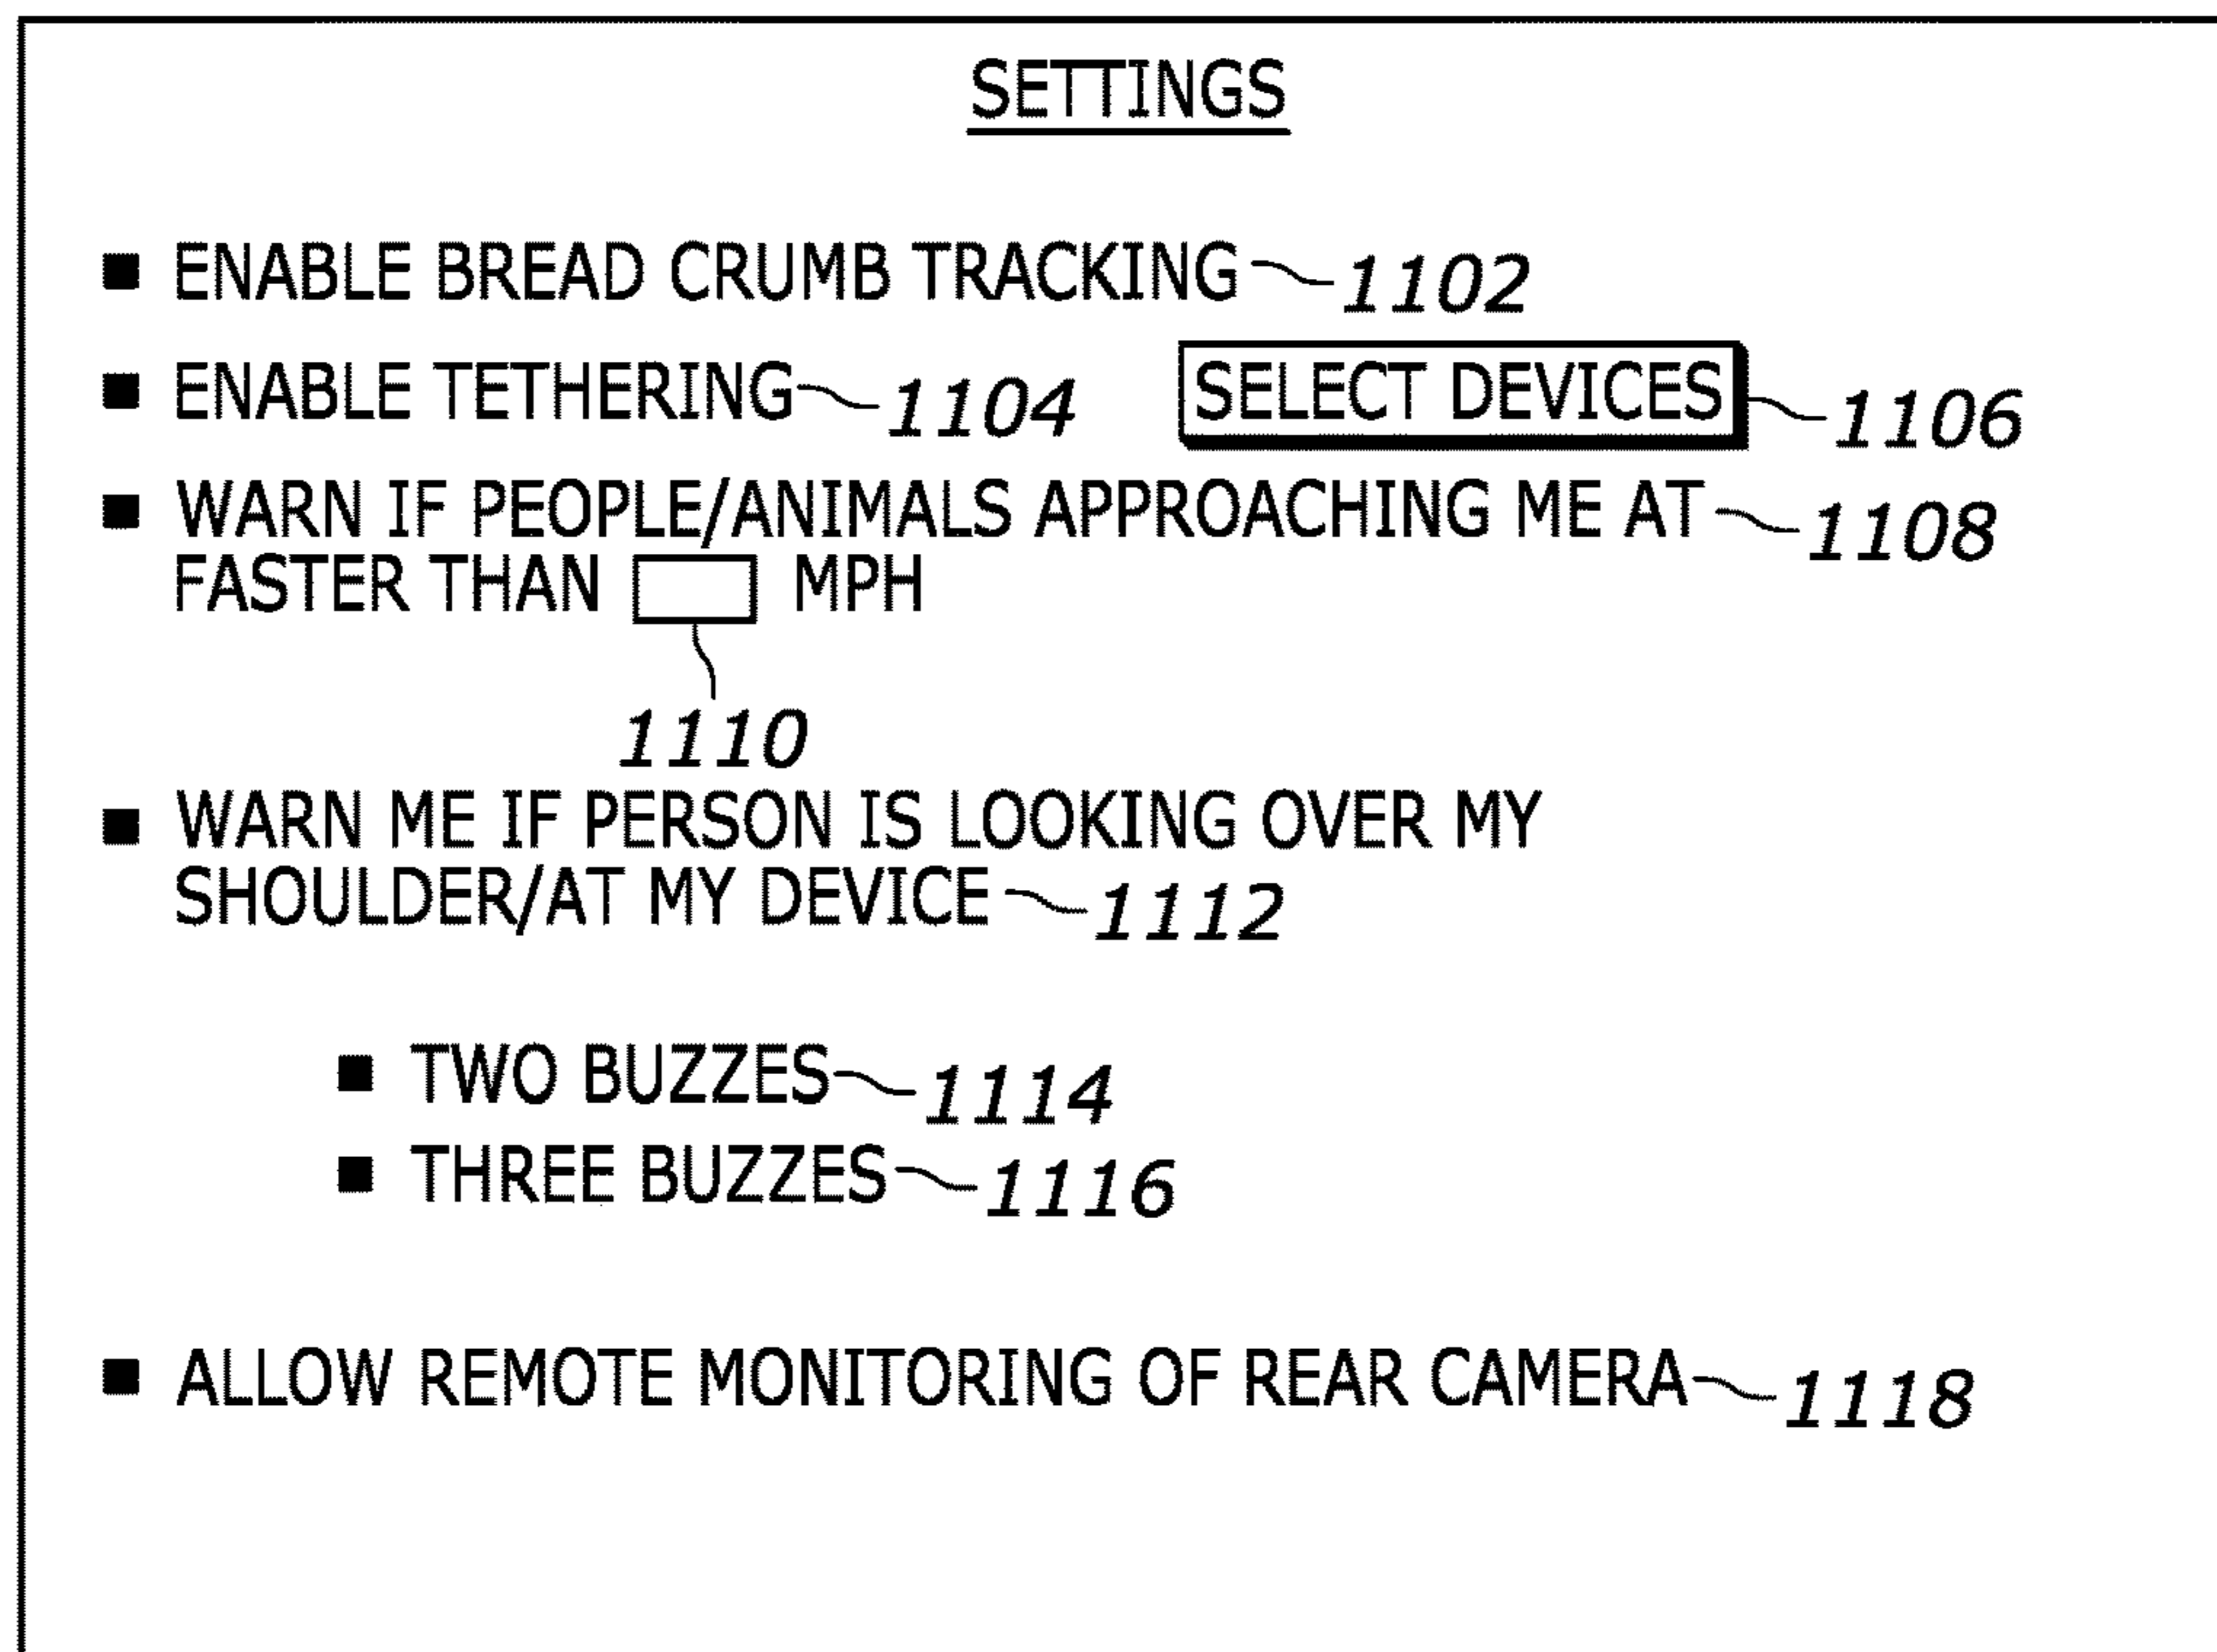 SETTINGS
■ ENABLE BREAD CRUMB TRACKING 1102
■ ENABLE TETHERING 1104 SELECT DEVICES 1106
■ WARN IF PEOPLE/ANIMALS APPROACHING ME AT 1108
FASTER THAN MPH
1110
■ WARN ME IF PERSON IS LOOKING OVER MY
SHOULDER/AT MY DEVICE 1112
■ TWO BUZZES 1114
■ THREE BUZZES 1116
■ ALLOW REMOTE MONITORING OF REAR CAMERA 1118